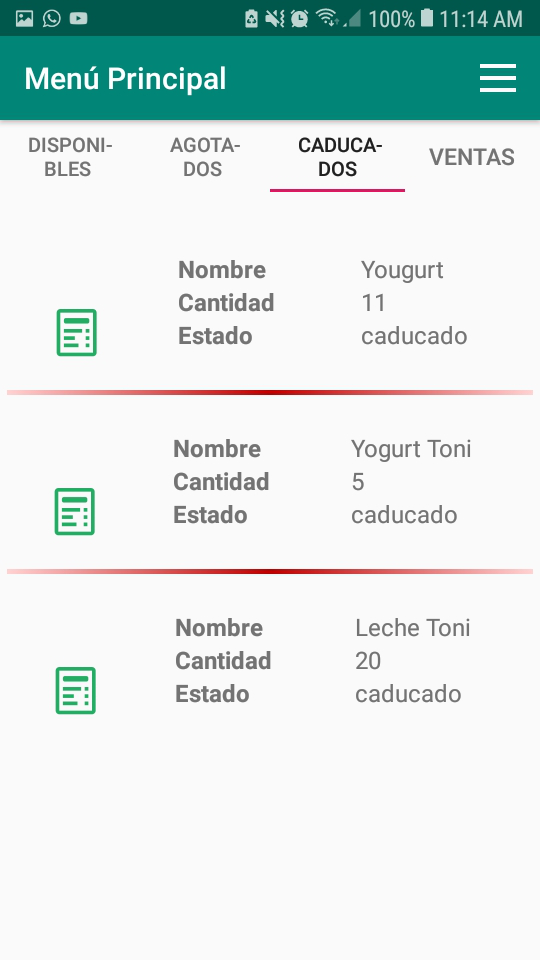 100% 11:14 AM
Menú Principal
DISPONI-
BLES
AGOTA-
DOS
CADUCA-
DOS
VENTAS
Nombre Yougurt
Cantidad 11
Estado caducado
Nombre Yogurt Toni
Cantidad 5
Estado caducado
Nombre Leche Toni
Cantidad 20
Estado caducado